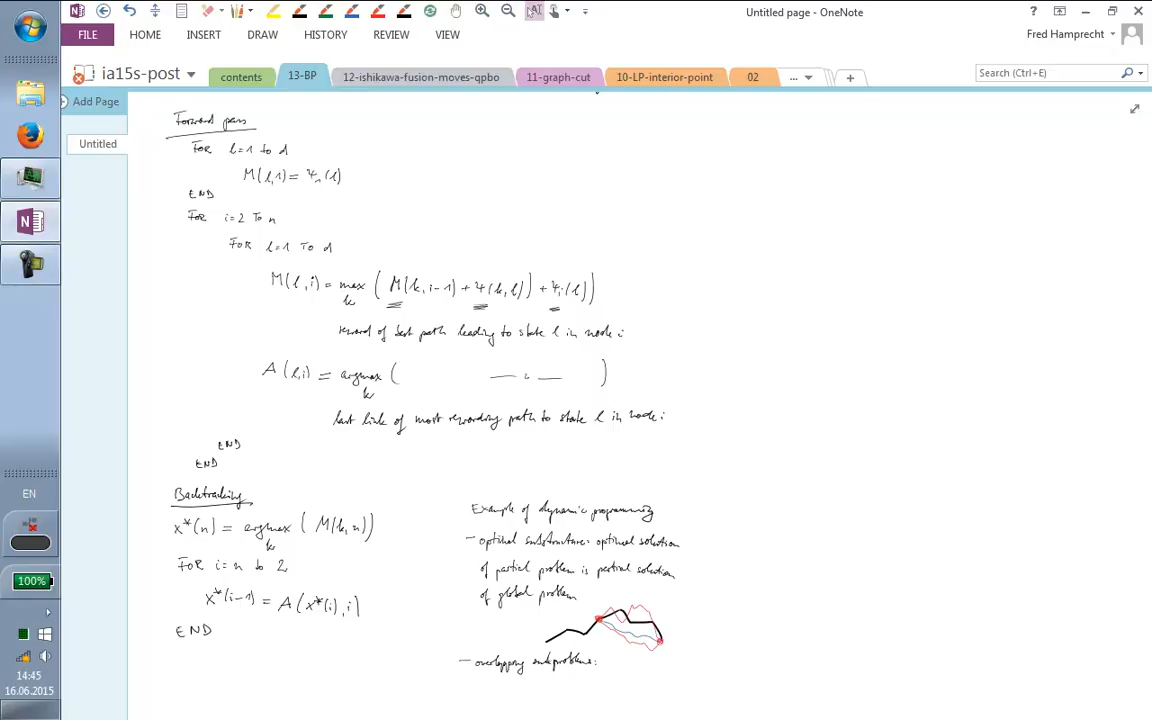 Untitled page - OneNote
FILE HOME INSERT DRAW HISTORY REVIEW VIEW
Fred Hamprecht
ia15s-post
contents 13-BP 12-ishikawa-fusion-moves-qpbo 11-graph-cut 10-LP-interior-point 02 ...
Search (Ctrl+E)
Add Page
Untitled
Forward pass
FOR l=1 to d
M(l,1) = Ψ₁(l)
END
FOR i=2 TO n
FOR l=1 TO d
M(l,i) = max_k ( M(k,i-1) + Ψ(k,l) ) + Ψᵢ(l) )
reward of best path leading to state l in node i
A(l,i) = argmax_k ( — " — )
last link of most rewarding path to state l in node i
END
END
Backtracking
x*(n) = argmax_k ( M(k,n) )
FOR i=n to 2
x*(i-1) = A(x*(i),i)
END
Example of dynamic programming
- optimal substructure: optimal solution
of partial problem is partial solution
of global problem
- overlapping subproblems:
EN
100%
14:45
16.06.2015